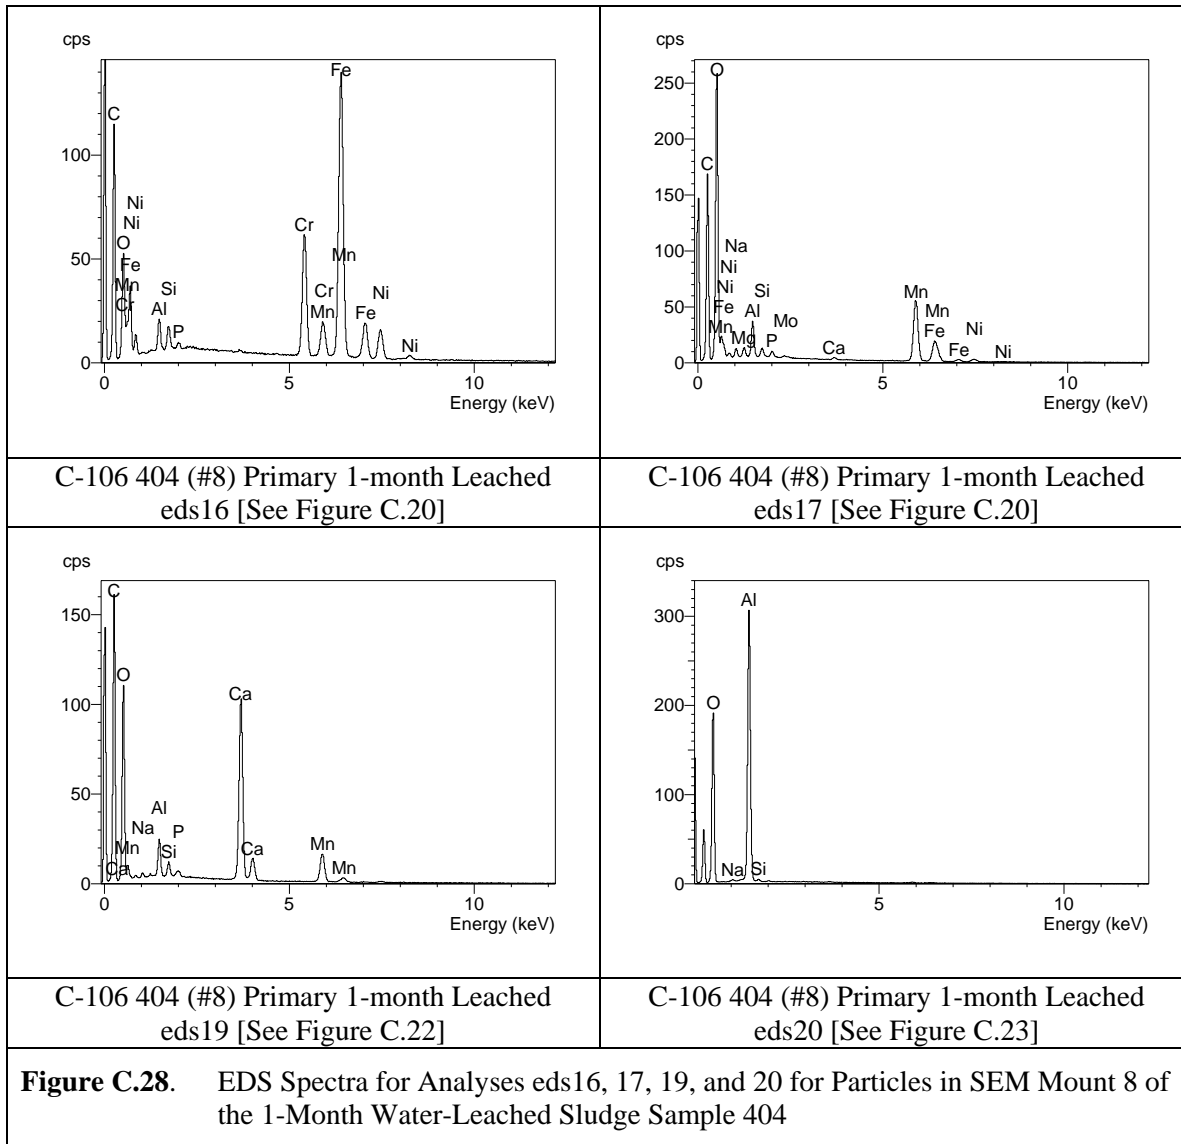 cps
Fe
C
100
Ni
Ni
Cr
O
50
Fe
Mn
Mn
Cr
Si
Cr
Ni
Al
Mn
Fe
P
Ni
0
0
5
10
Energy (keV)
C-106 404 (#8) Primary 1-month Leached
eds16 [See Figure C.20]
cps
O
250
200
C
150
100
Na
Ni
Ni
Si
50
Fe
Al
Mn
Mo
Mn
Mn
Fe
Ni
Mg
P
Ca
Fe
Ni
0
0
5
10
Energy (keV)
C-106 404 (#8) Primary 1-month Leached
eds17 [See Figure C.20]
cps
C
150
O
100
Ca
50
Al
Na
P
Mn
Si
Ca
Mn
Ca
Mn
0
0
5
10
Energy (keV)
C-106 404 (#8) Primary 1-month Leached
eds19 [See Figure C.22]
cps
Al
300
O
200
100
Na
Si
0
5
10
Energy (keV)
C-106 404 (#8) Primary 1-month Leached
eds20 [See Figure C.23]
Figure C.28. EDS Spectra for Analyses eds16, 17, 19, and 20 for Particles in SEM Mount 8 of
the 1-Month Water-Leached Sludge Sample 404